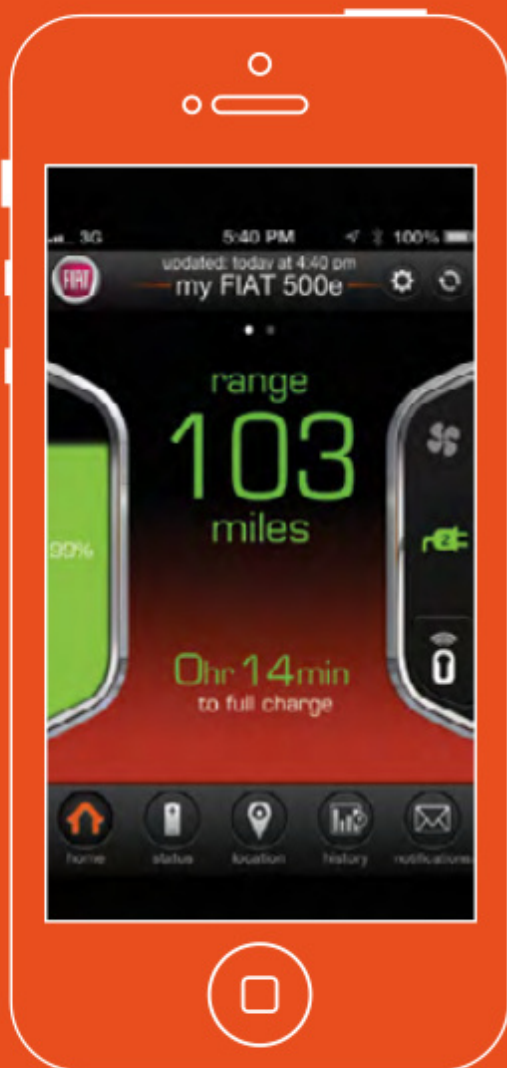 3G 5:40 PM 100%
updated: today at 4:40 pm
FIAT
my FIAT 500e
range
103
miles
99%
0hr 14min
to full charge
home status location history notifications